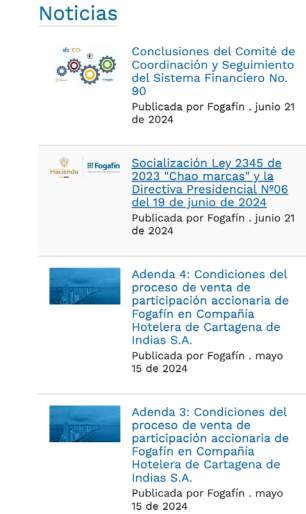 Noticias
Conclusiones del Comité de
Coordinación y Seguimiento
del Sistema Financiero No.
90
Publicada por Fogafín . junio 21
de 2024
Hacienda
Fogafín
Socialización Ley 2345 de
2023 "Chao marcas" y la
Directiva Presidencial Nº06
del 19 de junio de 2024
Publicada por Fogafín . junio 21
de 2024
Adenda 4: Condiciones del
proceso de venta de
participación accionaria de
Fogafín en Compañía
Hotelera de Cartagena de
Indias S.A.
Publicada por Fogafín . mayo
15 de 2024
Adenda 3: Condiciones del
proceso de venta de
participación accionaria de
Fogafín en Compañía
Hotelera de Cartagena de
Indias S.A.
Publicada por Fogafín . mayo
15 de 2024